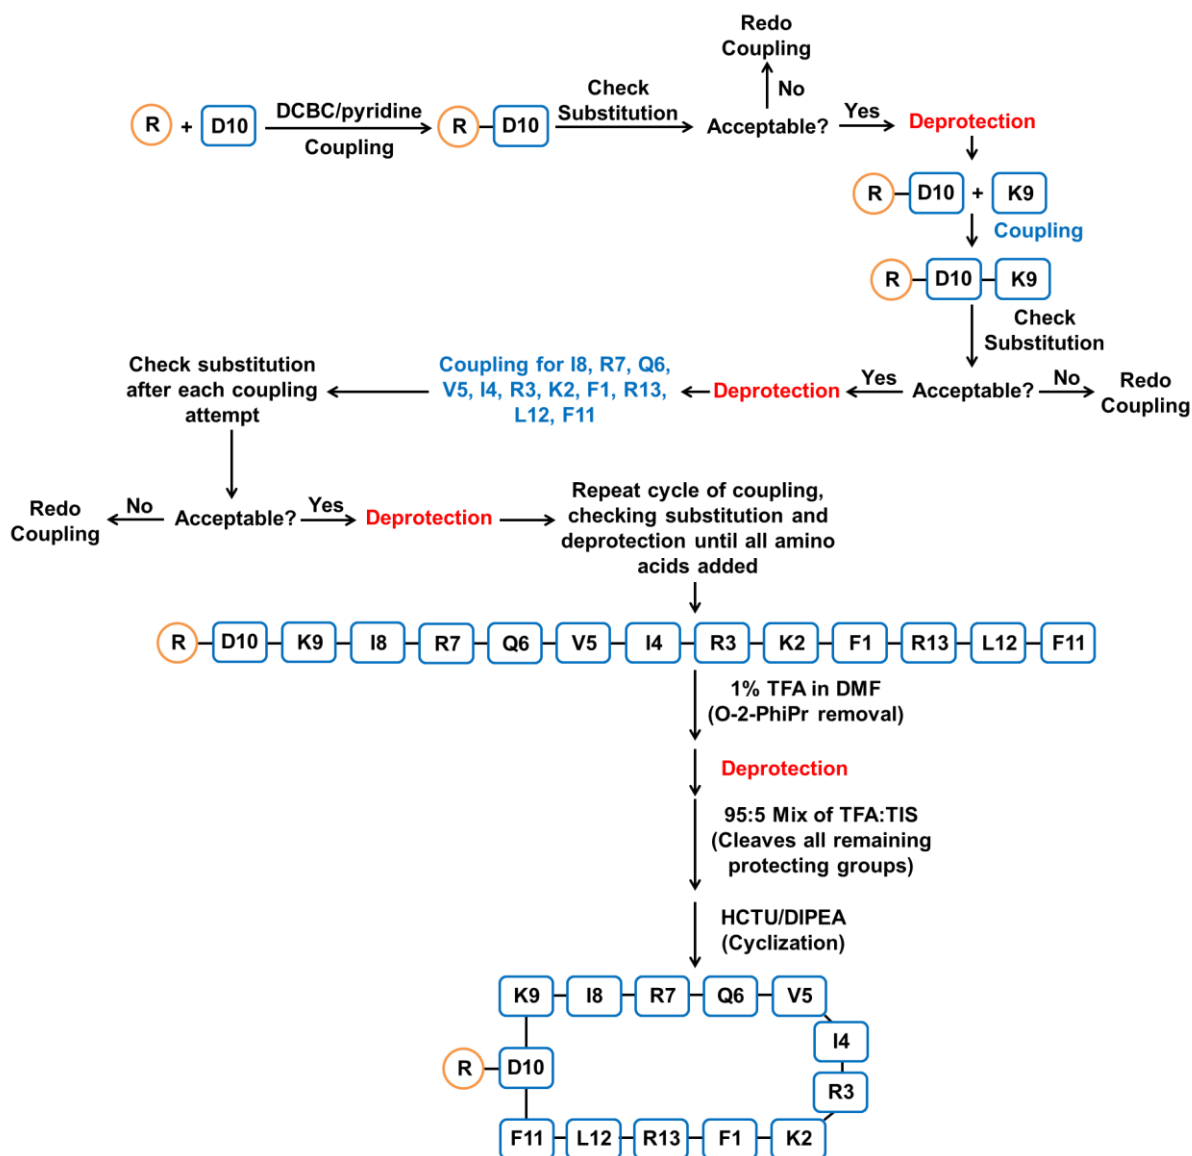 Redo
Coupling
No
R + D10
DCBC/pyridine
Coupling
R D10
Check
Substitution
Acceptable?
Yes
Deprotection
R D10 + K9
Coupling
R D10 K9
Check
Substitution
Acceptable?
No
Redo
Coupling
Yes
Deprotection
Coupling for I8, R7, Q6,
V5, I4, R3, K2, F1, R13,
L12, F11
Check substitution
after each coupling
attempt
Acceptable?
No
Redo
Coupling
Yes
Deprotection
Repeat cycle of coupling,
checking substitution and
deprotection until all amino
acids added
R D10 K9 I8 R7 Q6 V5 I4 R3 K2 F1 R13 L12 F11
1% TFA in DMF
(O-2-PhiPr removal)
Deprotection
95:5 Mix of TFA:TIS
(Cleaves all remaining
protecting groups)
HCTU/DIPEA
(Cyclization)
K9 I8 R7 Q6 V5
I4
R D10
R3
F11 L12 R13 F1 K2